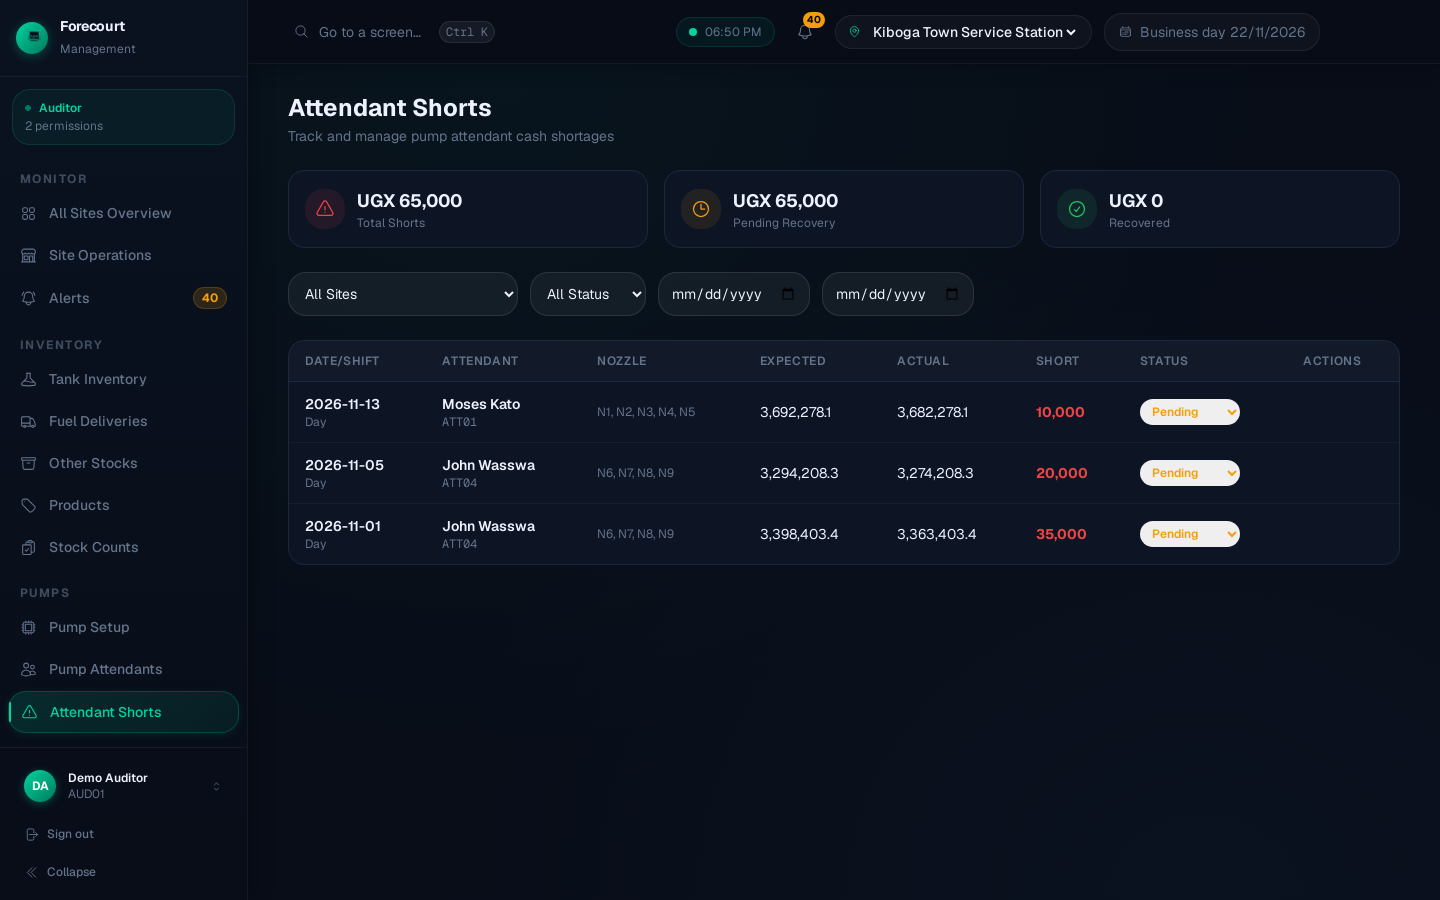 Forecourt
Management
Go to a screen...
Ctrl K
06:50 PM
40
Kiboga Town Service Station
Business day 22/11/2026
Auditor
2 permissions
MONITOR
All Sites Overview
Site Operations
Alerts
40
INVENTORY
Tank Inventory
Fuel Deliveries
Other Stocks
Products
Stock Counts
PUMPS
Pump Setup
Pump Attendants
Attendant Shorts
DA
Demo Auditor
AUD01
Sign out
Collapse
Attendant Shorts
Track and manage pump attendant cash shortages
UGX 65,000
Total Shorts
UGX 65,000
Pending Recovery
UGX 0
Recovered
All Sites
All Status
mm/dd/yyyy
mm/dd/yyyy
DATE/SHIFT ATTENDANT NOZZLE EXPECTED ACTUAL SHORT STATUS ACTIONS
2026-11-13 Moses Kato N1, N2, N3, N4, N5 3,692,278.1 3,682,278.1 10,000 Pending
Day ATT01
2026-11-05 John Wasswa N6, N7, N8, N9 3,294,208.3 3,274,208.3 20,000 Pending
Day ATT04
2026-11-01 John Wasswa N6, N7, N8, N9 3,398,403.4 3,363,403.4 35,000 Pending
Day ATT04